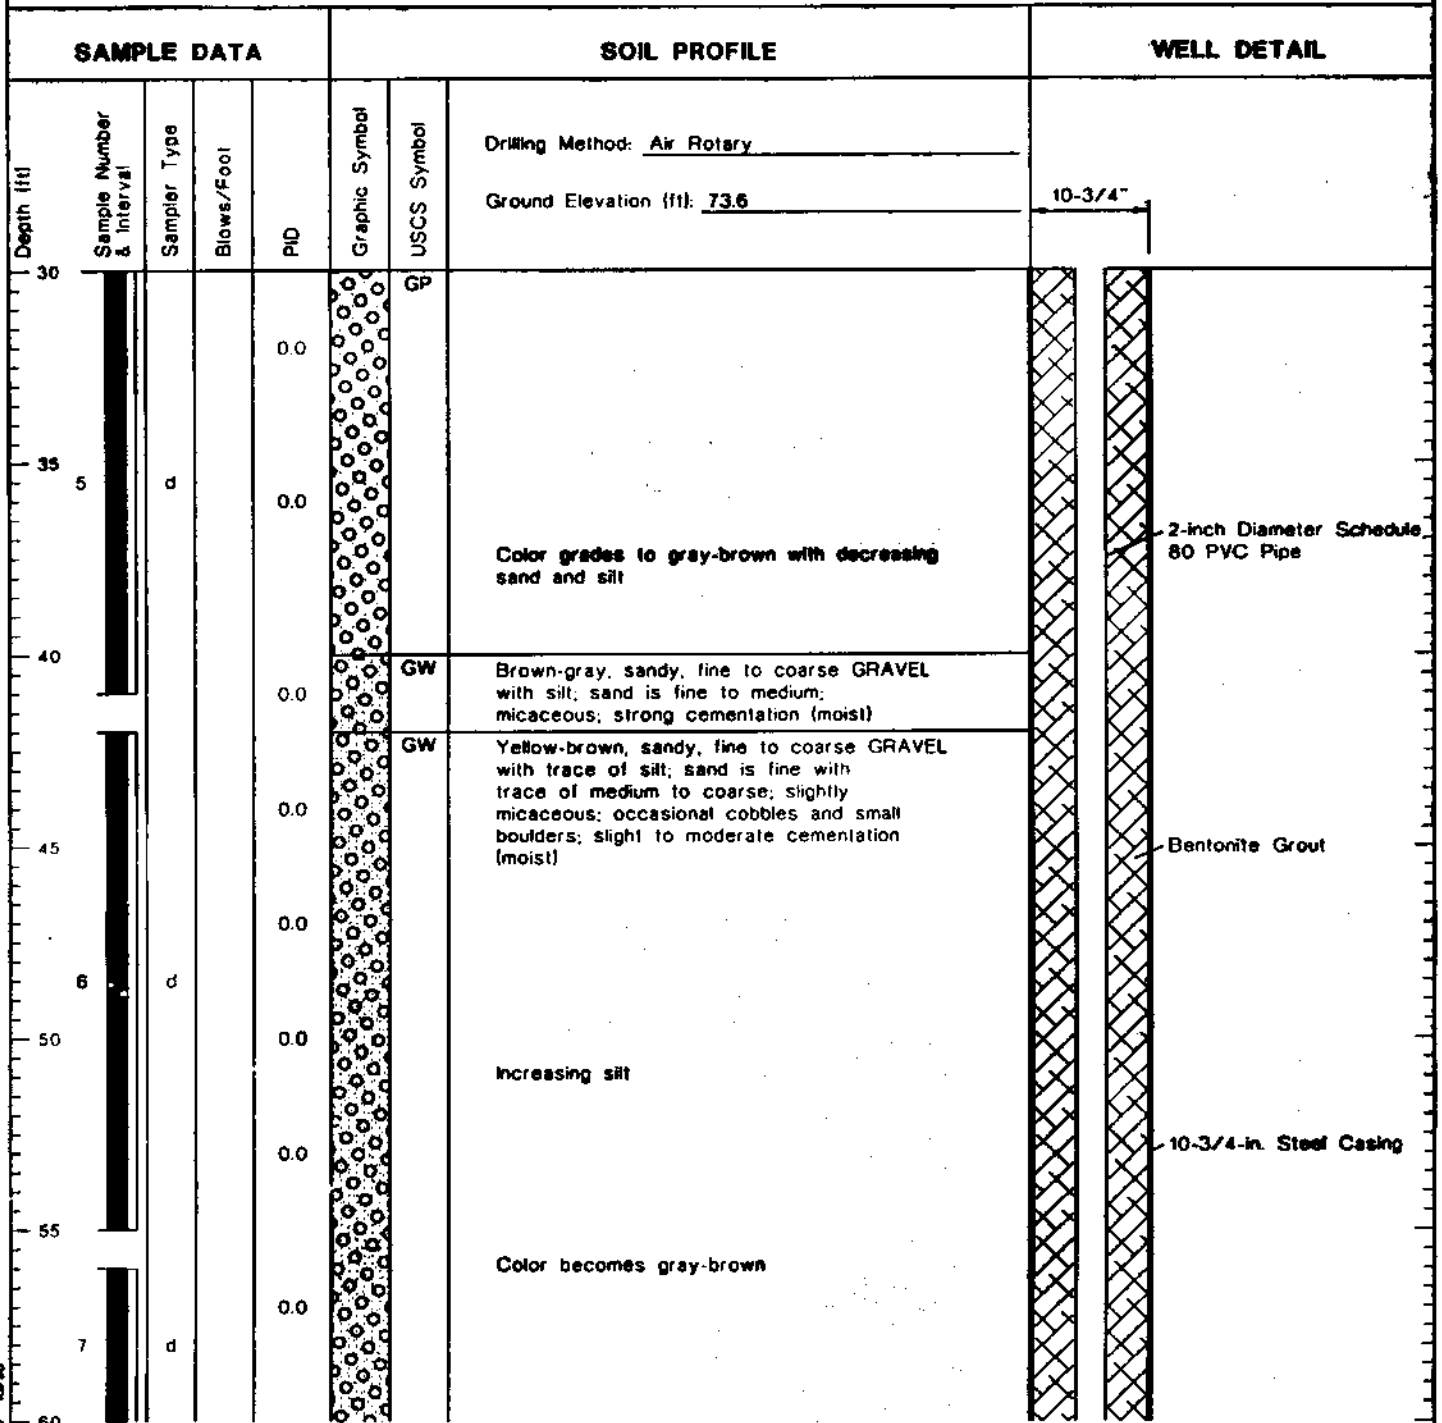 SAMPLE DATA
SOIL PROFILE
WELL DETAIL
Depth (ft)
Sample Number
& Interval
Sampler Type
Blows/Foot
PID
Graphic Symbol
USCS Symbol
Drilling Method: Air Rotary
Ground Elevation (ft): 73.6
10-3/4"
30
GP
0.0
35
5
d
0.0
2-inch Diameter Schedule
80 PVC Pipe
Color grades to gray-brown with decreasing
sand and silt
40
GW
Brown-gray, sandy, fine to coarse GRAVEL
with silt; sand is fine to medium;
micaceous; strong cementation (moist)
0.0
GW
Yellow-brown, sandy, fine to coarse GRAVEL
with trace of silt; sand is fine with
trace of medium to coarse; slightly
micaceous; occasional cobbles and small
boulders; slight to moderate cementation
(moist)
0.0
45
Bentonite Grout
0.0
6
d
50
0.0
Increasing silt
0.0
10-3/4-in. Steel Casing
55
Color becomes gray-brown
0.0
7
d
60